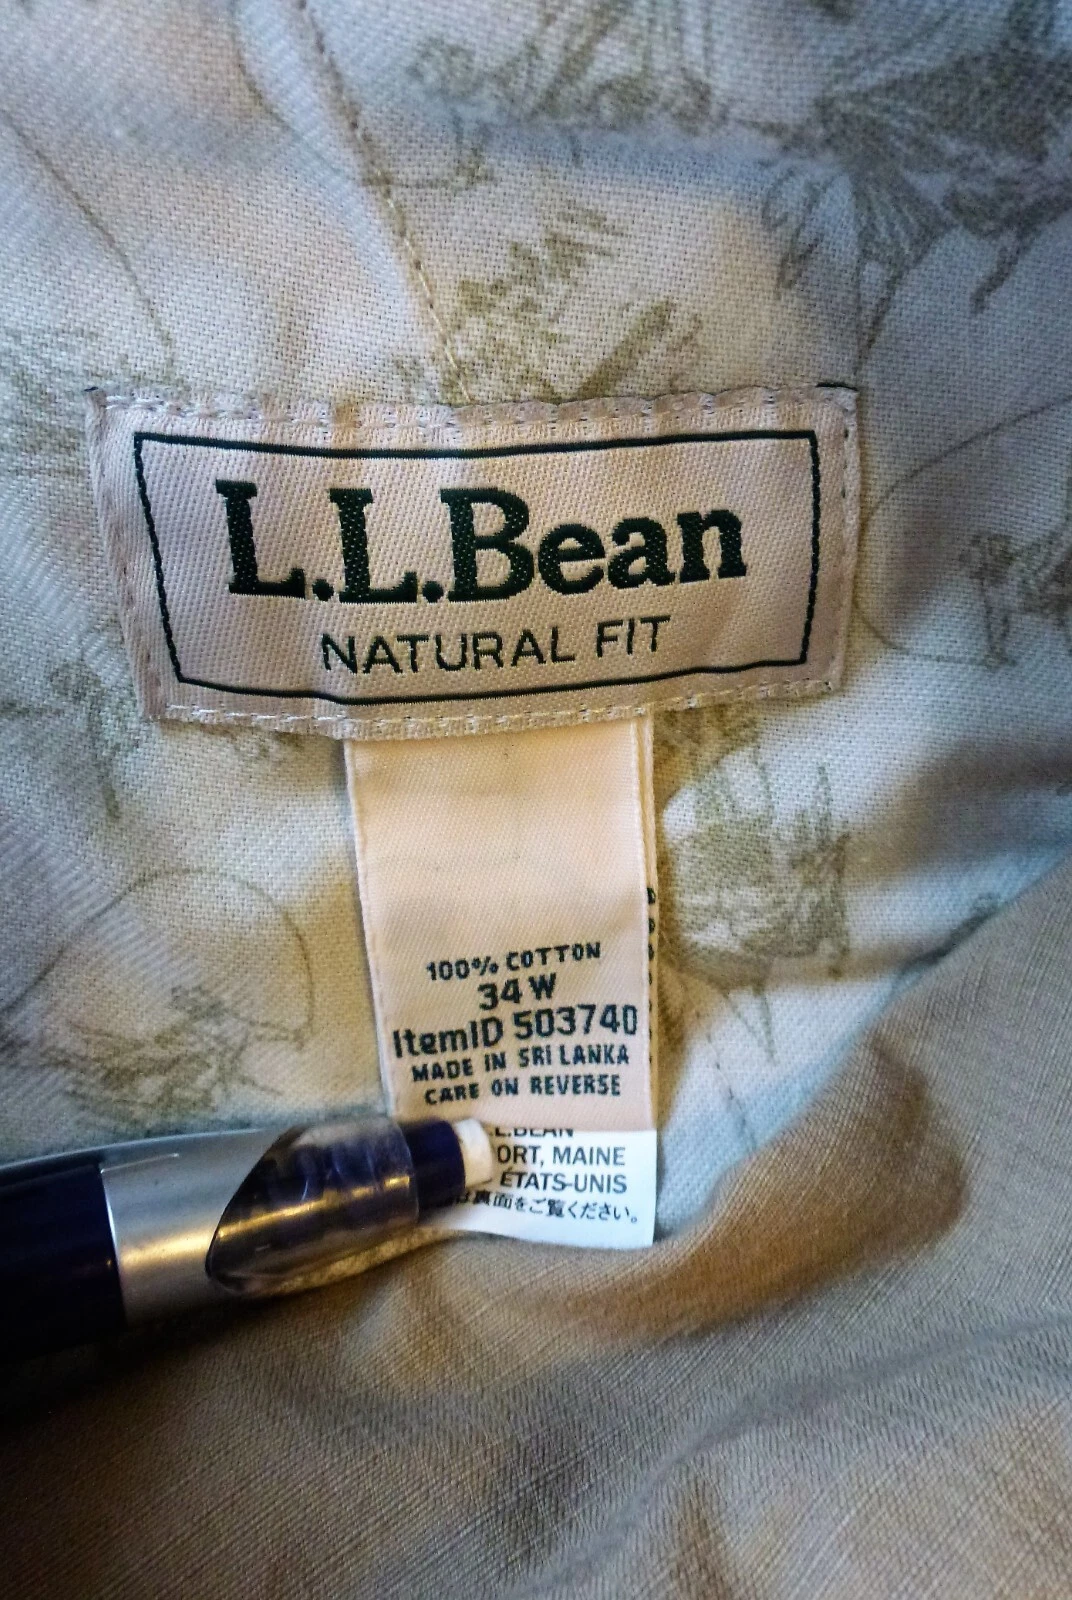 L.L.Bean
NATURAL FIT
100% COTTON
34 W
ItemID 503740
MADE IN SRI LANKA
CARE ON REVERSE
L.BEAN
ORT, MAINE
ÉTATS-UNIS
裏面をご覧ください。